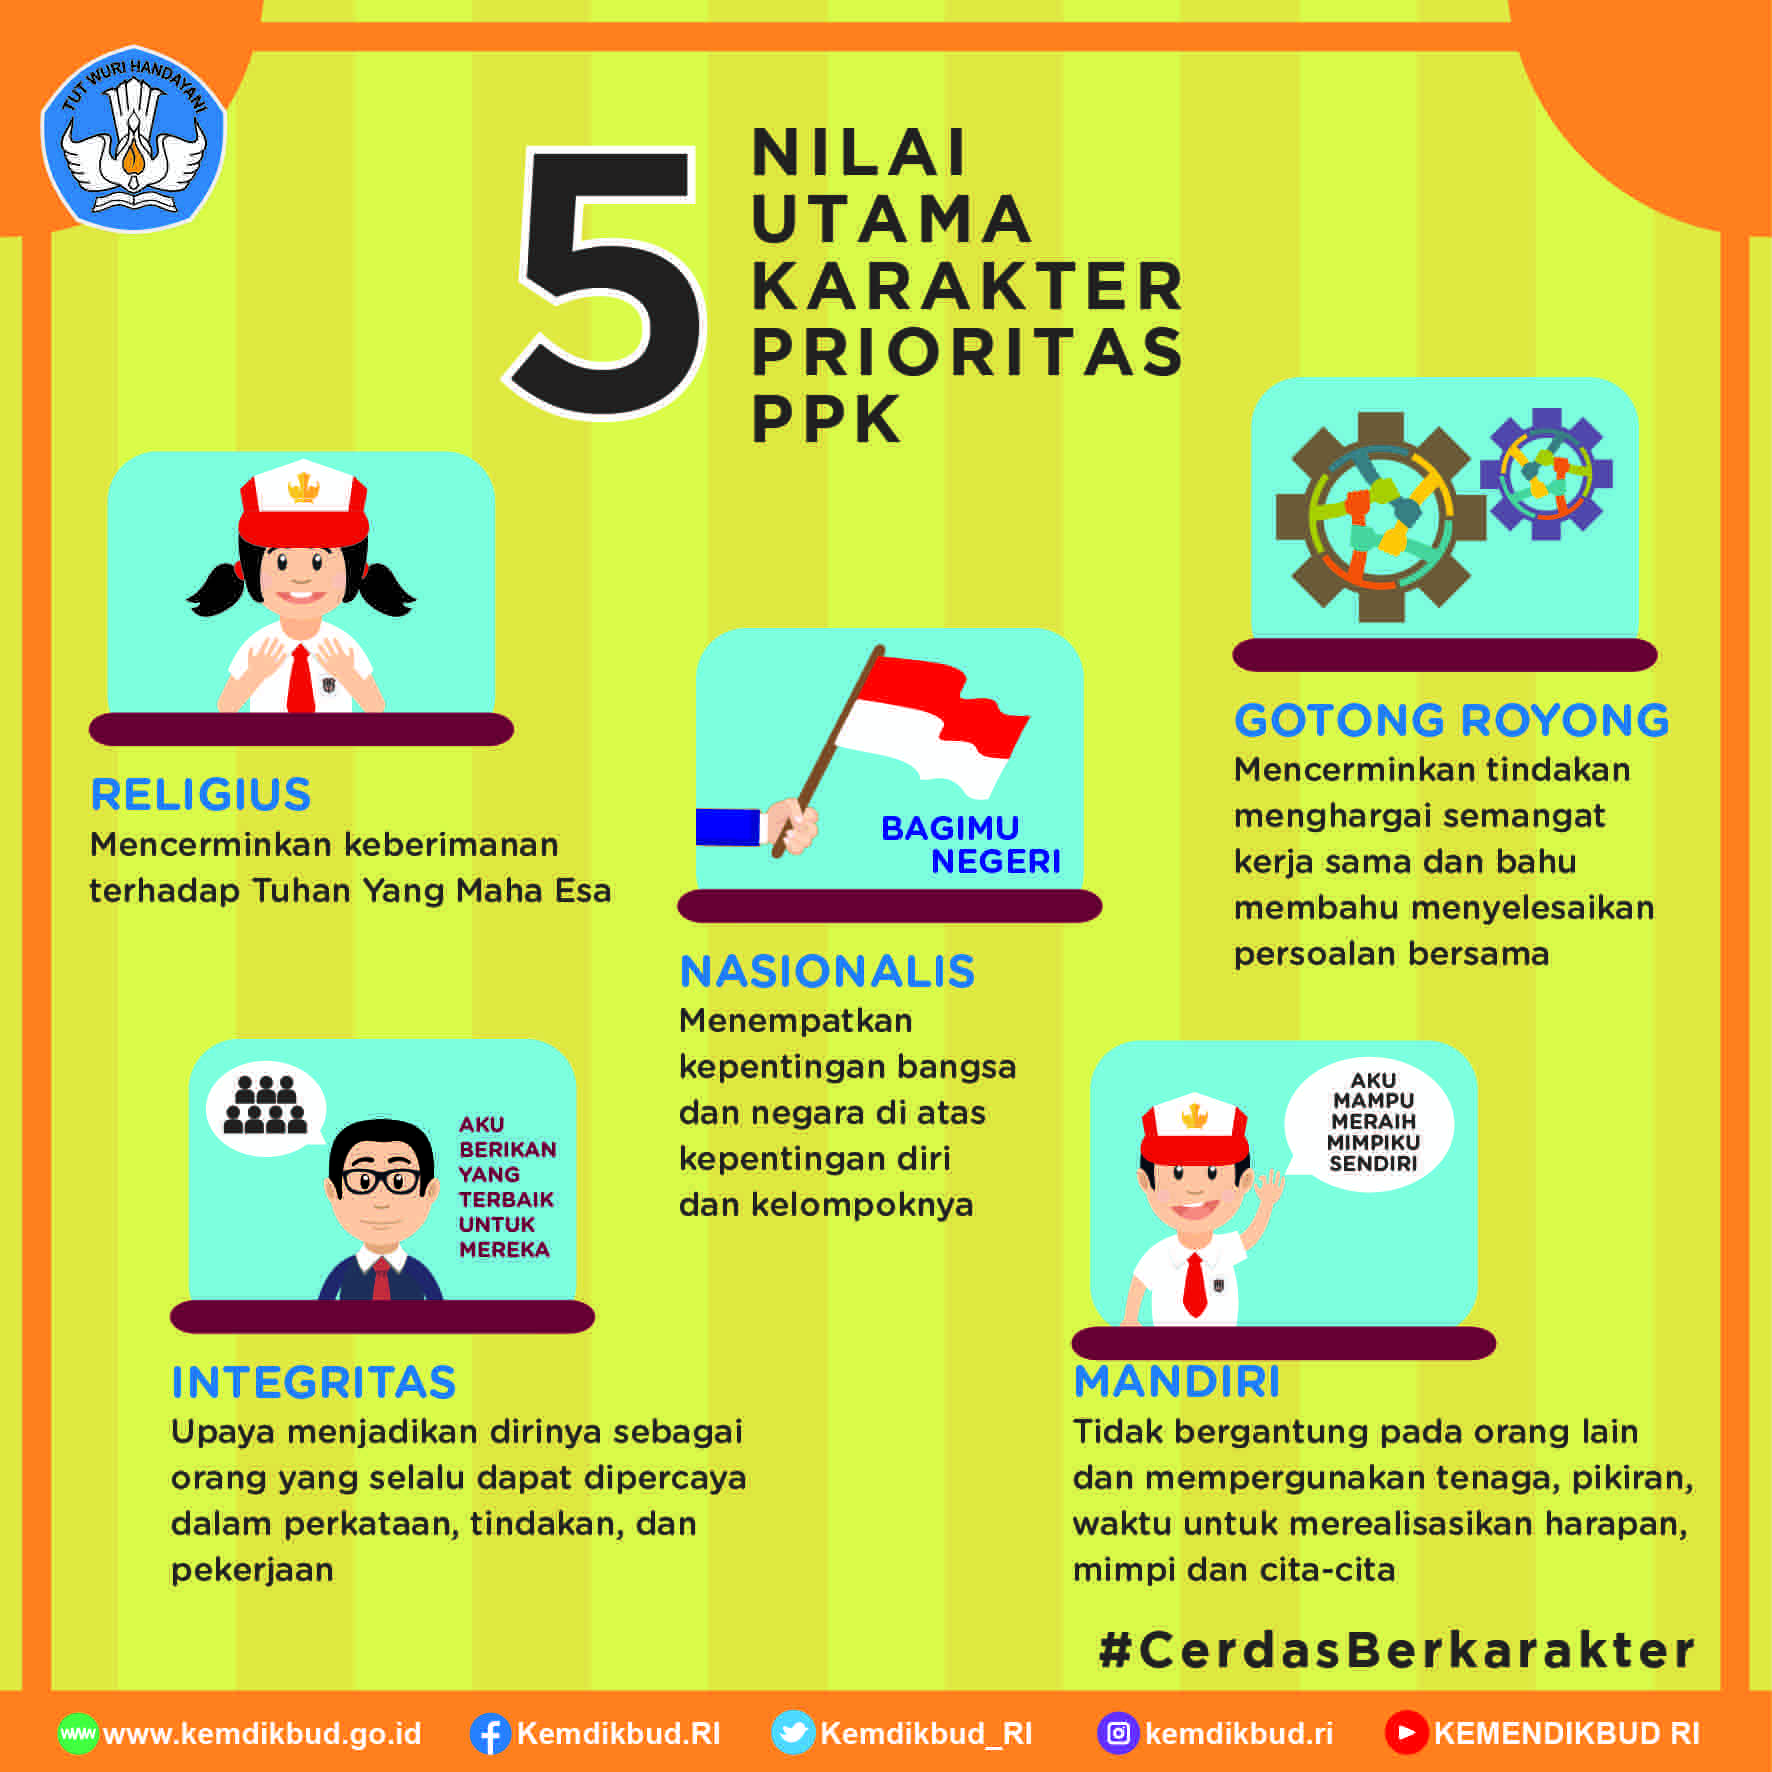 TUT WURI HANDAYANI
5
NILAI
UTAMA
KARAKTER
PRIORITAS
PPK
RELIGIUS
Mencerminkan keberimanan
terhadap Tuhan Yang Maha Esa
BAGIMU
NEGERI
NASIONALIS
Menempatkan
kepentingan bangsa
dan negara di atas
kepentingan diri
dan kelompoknya
GOTONG ROYONG
Mencerminkan tindakan
menghargai semangat
kerja sama dan bahu
membahu menyelesaikan
persoalan bersama
AKU
BERIKAN
YANG
TERBAIK
UNTUK
MEREKA
INTEGRITAS
Upaya menjadikan dirinya sebagai
orang yang selalu dapat dipercaya
dalam perkataan, tindakan, dan
pekerjaan
AKU
MAMPU
MERAIH
MIMPIKU
SENDIRI
MANDIRI
Tidak bergantung pada orang lain
dan mempergunakan tenaga, pikiran,
waktu untuk merealisasikan harapan,
mimpi dan cita-cita
#CerdasBerkarakter
WWW www.kemdikbud.go.id Kemdikbud.RI Kemdikbud_RI kemdikbud.ri KEMENDIKBUD RI